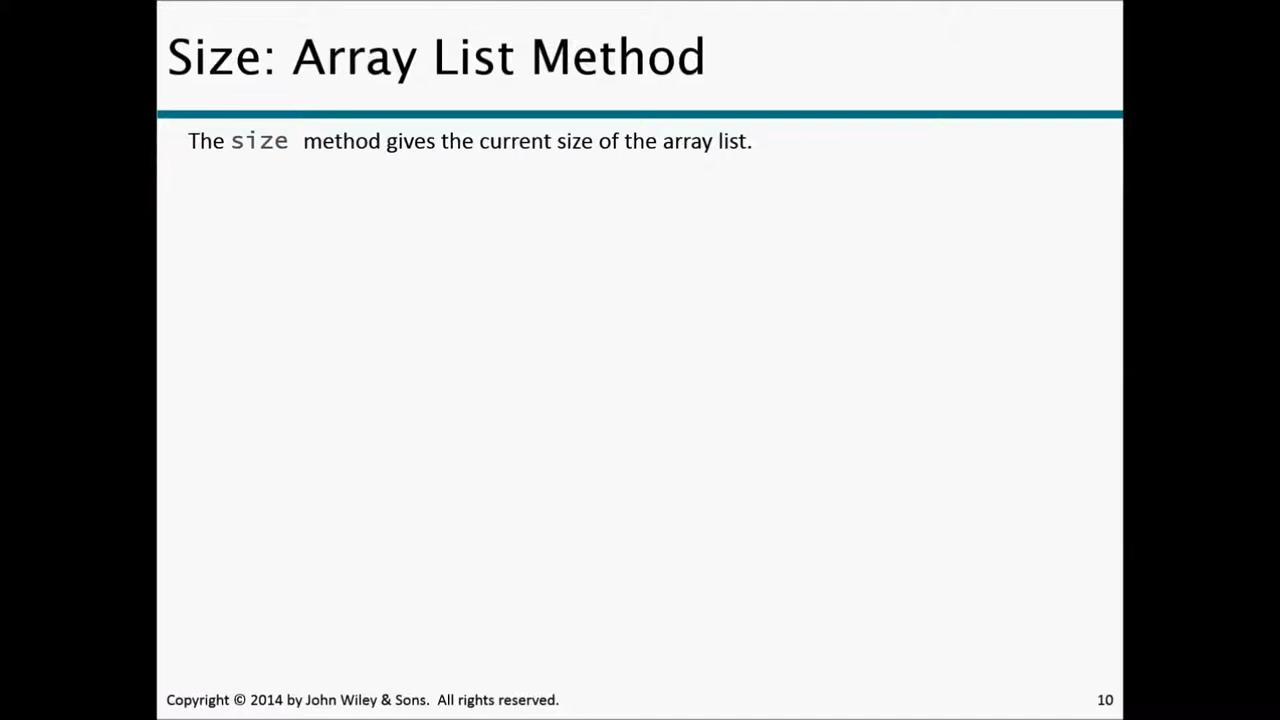 Size: Array List Method
The size method gives the current size of the array list.
Copyright © 2014 by John Wiley & Sons. All rights reserved.
10